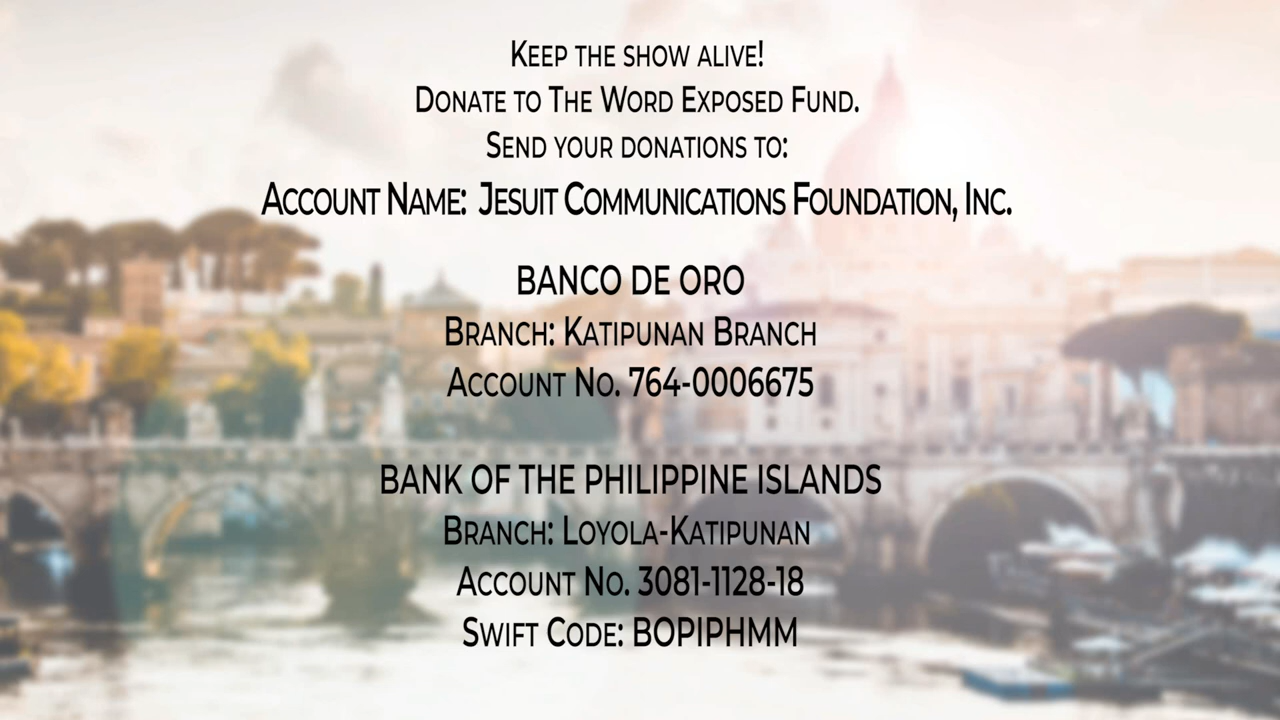 Keep the show alive!
Donate to The Word Exposed Fund.
Send your donations to:
Account Name: Jesuit Communications Foundation, Inc.
BANCO DE ORO
Branch: Katipunan Branch
Account No. 764-0006675
BANK OF THE PHILIPPINE ISLANDS
Branch: Loyola-Katipunan
Account No. 3081-1128-18
Swift Code: BOPIPHMM